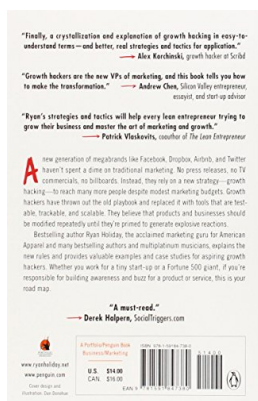 "Finally, a crystallization and explanation of growth hacking in easy-to-
understand terms—and better, real strategies and tactics for application."
Alex Korchinski, growth hacker at Scribd
"Growth hackers are the new VPs of marketing, and this book tells you how
to make the transformation." Andrew Chen, Silicon Valley entrepreneur,
essayist, and start-up advisor
"Ryan's strategies and tactics will help every lean entrepreneur trying to
grow their business and master the art of marketing and growth."
Patrick Vlaskovits, coauthor of The Lean Entrepreneur
A new generation of megabrands like Facebook, Dropbox, Airbnb, and Twitter
haven't spent a dime on traditional marketing. No press releases, no TV
commercials, no billboards. Instead, they rely on a new strategy—growth
hacking—to reach many more people despite modest marketing budgets. Growth
hackers have thrown out the old playbook and replaced it with tools that are test-
able, trackable, and scalable. They believe that products and businesses should
be modified repeatedly until they're primed to generate explosive reactions.
Bestselling author Ryan Holiday, the acclaimed marketing guru for American
Apparel and many bestselling authors and multiplatinum musicians, explains the
new rules and provides valuable examples and case studies for aspiring growth
hackers. Whether you work for a tiny start-up or a Fortune 500 giant, if you're
responsible for building awareness and buzz for a product or service, this is your
road map.
"A must-read."
Derek Halpern, SocialTriggers.com
www.ryanholiday.net
www.penguin.com
A Portfolio/Penguin Book
Business/Marketing
U.S. $14.00
CAN. $16.00
EAN